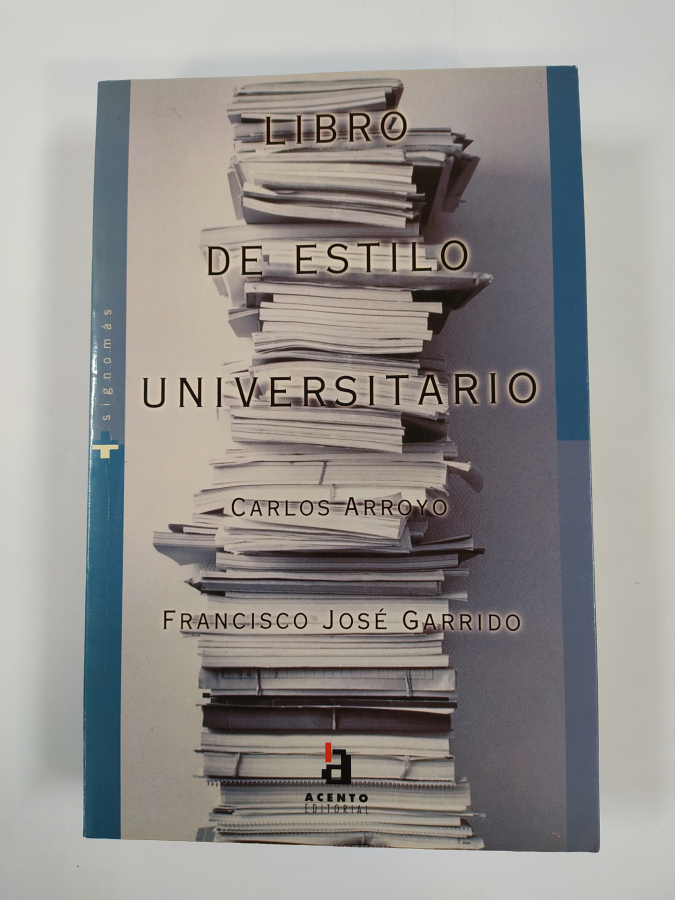 LIBRO
DE ESTILO
UNIVERSITARIO
CARLOS ARROYO
FRANCISCO JOSÉ GARRIDO
signomás
a
ACENTO
EDITORIAL